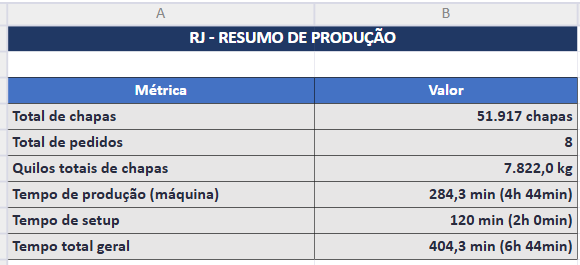 A B
RJ - RESUMO DE PRODUÇÃO
Métrica Valor
Total de chapas 51.917 chapas
Total de pedidos 8
Quilos totais de chapas 7.822,0 kg
Tempo de produção (máquina) 284,3 min (4h 44min)
Tempo de setup 120 min (2h 0min)
Tempo total geral 404,3 min (6h 44min)